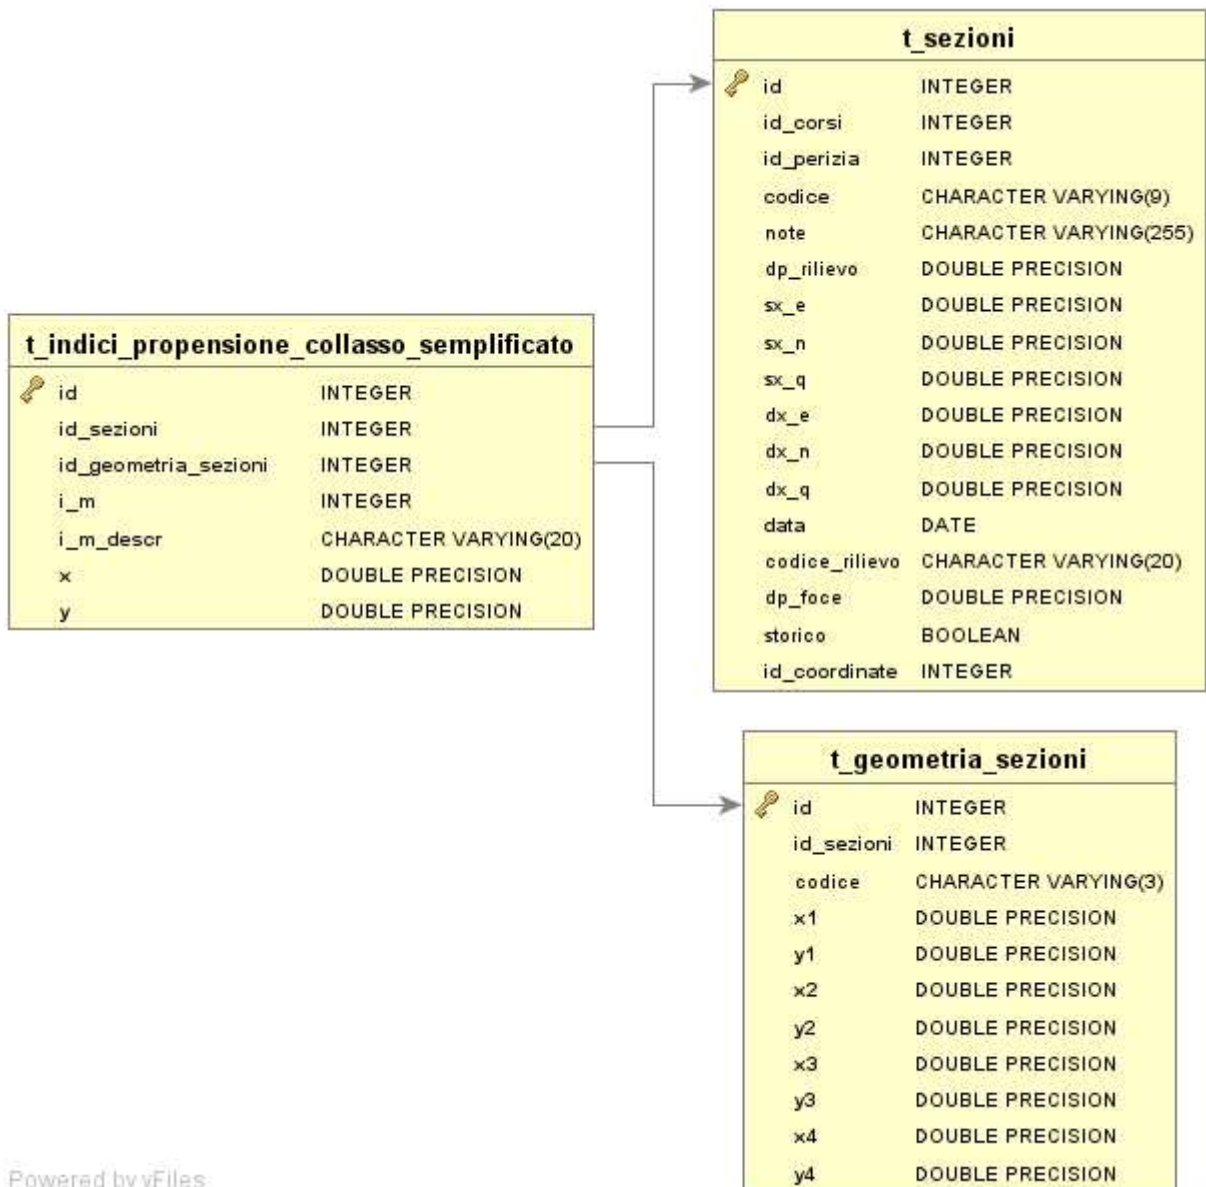 t_sezioni
id INTEGER
id_corsi INTEGER
id_perizia INTEGER
codice CHARACTER VARYING(9)
note CHARACTER VARYING(255)
dp_rilievo DOUBLE PRECISION
sx_e DOUBLE PRECISION
sx_n DOUBLE PRECISION
sx_q DOUBLE PRECISION
dx_e DOUBLE PRECISION
dx_n DOUBLE PRECISION
dx_q DOUBLE PRECISION
data DATE
codice_rilievo CHARACTER VARYING(20)
dp_foce DOUBLE PRECISION
storico BOOLEAN
id_coordinate INTEGER
t_indici_propensione_collasso_semplificato
id INTEGER
id_sezioni INTEGER
id_geometria_sezioni INTEGER
i_m INTEGER
i_m_descr CHARACTER VARYING(20)
x DOUBLE PRECISION
y DOUBLE PRECISION
t_geometria_sezioni
id INTEGER
id_sezioni INTEGER
codice CHARACTER VARYING(3)
x1 DOUBLE PRECISION
y1 DOUBLE PRECISION
x2 DOUBLE PRECISION
y2 DOUBLE PRECISION
x3 DOUBLE PRECISION
y3 DOUBLE PRECISION
x4 DOUBLE PRECISION
y4 DOUBLE PRECISION
Powered by yFiles